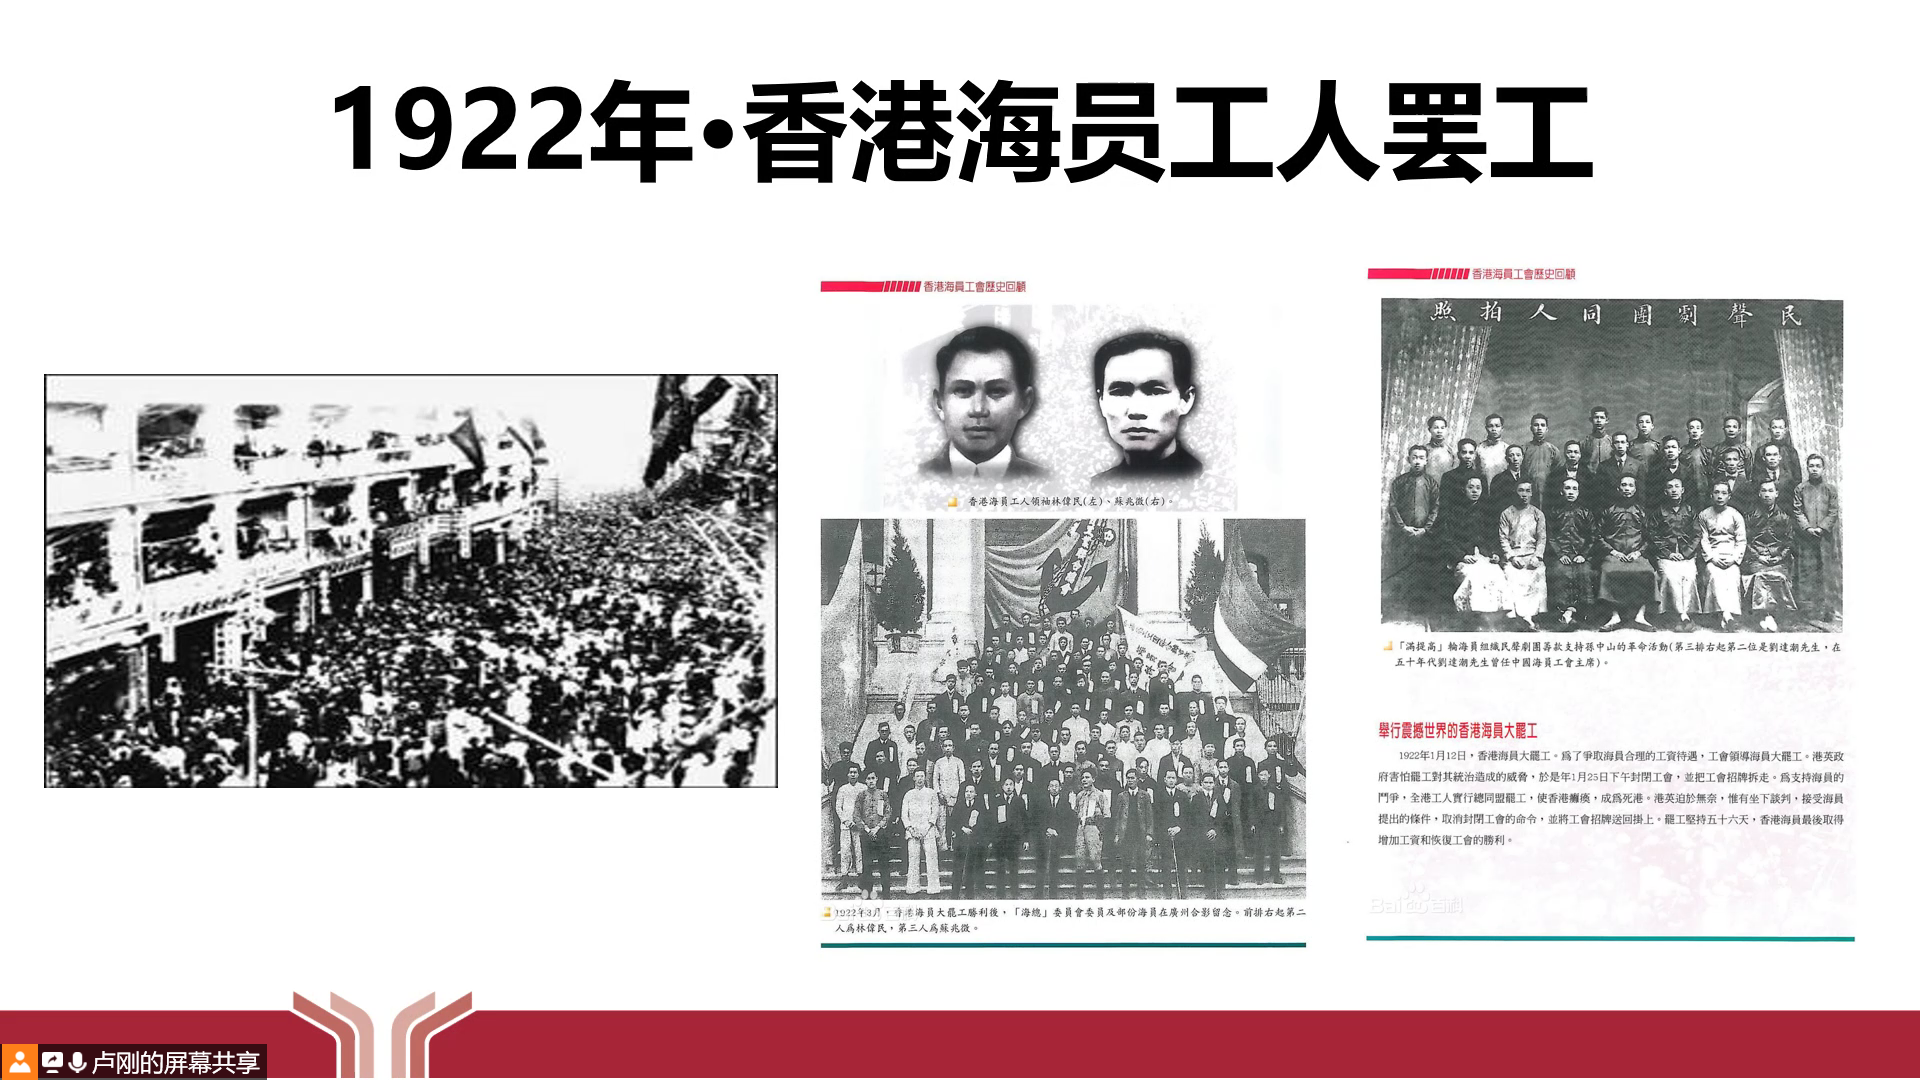 1922年·香港海员工人罢工
香港海員工會歷史回顧
香港海員工人領袖林偉民(左)、蘇兆徵(右)。
1922年3月，香港海員大罷工勝利後，「海總」委員會委員及部份海員在廣州合影留念。前排右起第二
人爲林偉民，第三人爲蘇兆徵。
香港海員工會歷史回顧
照拍人同團劇聲民
「滿提高」輪海員組織民聲劇團籌款支持孫中山的革命活動(第三排右起第二位是劉達潮先生，在
五十年代劉達潮先生曾任中國海員工會主席)。
舉行震撼世界的香港海員大罷工
1922年1月12日，香港海員大罷工。爲了爭取海員合理的工資待遇，工會領導海員大罷工。港英政
府害怕罷工對其統治造成的威脅，於是年1月25日下午封閉工會，並把工會招牌拆走。爲支持海員的
鬥爭，全港工人實行總同盟罷工，使香港癱瘓，成爲死港。港英迫於無奈，惟有坐下談判，接受海員
提出的條件，取消封閉工會的命令，並將工會招牌送回掛上。罷工堅持五十六天，香港海員最後取得
增加工資和恢復工會的勝利。
Baidu百科
卢刚的屏幕共享